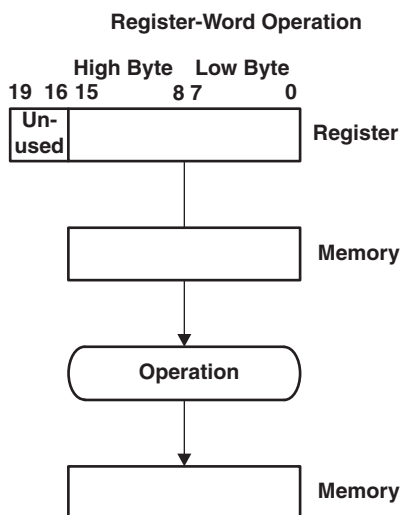 Register-Word Operation
High Byte Low Byte
19 16 15 8 7 0
Un-
used
Register
Memory
Operation
Memory